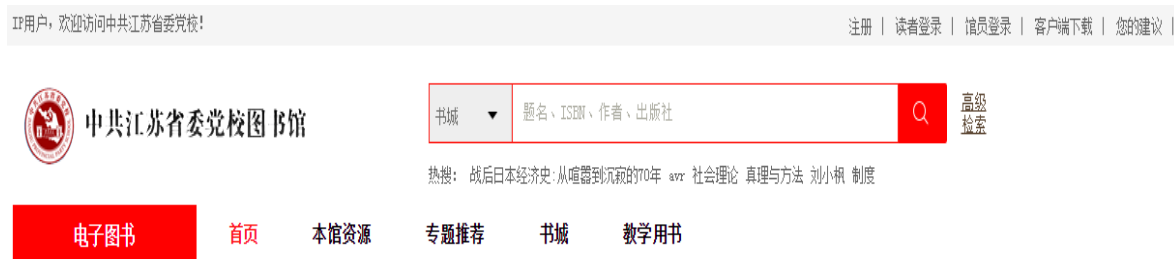 IP用户，欢迎访问中共江苏省委党校！
注册 | 读者登录 | 馆员登录 | 客户端下载 | 您的建议 |
中共江苏省委党校图书馆
书城 ▼ 题名、ISBN、作者、出版社
高级
检索
热搜： 战后日本经济史:从喧嚣到沉寂的70年 avr 社会理论 真理与方法 刘小枫 制度
电子图书 首页 本馆资源 专题推荐 书城 教学用书